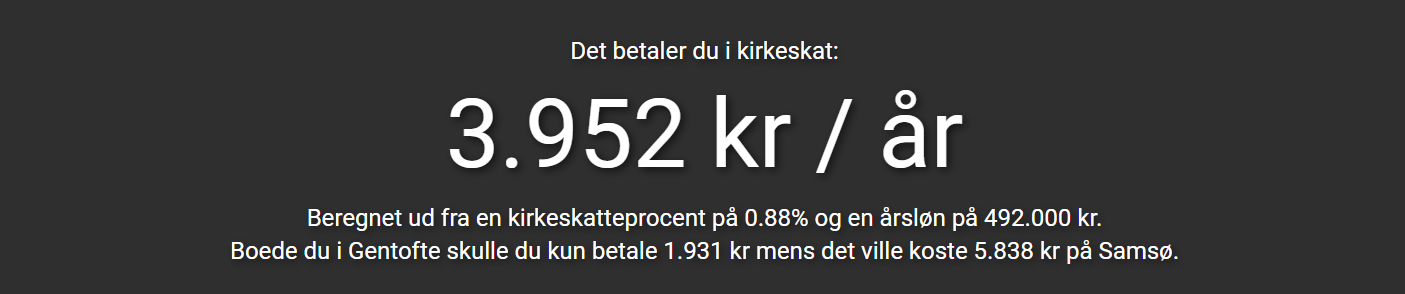 Det betaler du i kirkeskat:
3.952 kr / år
Beregnet ud fra en kirkeskatteprocent på 0.88% og en årsløn på 492.000 kr.
Boede du i Gentofte skulle du kun betale 1.931 kr mens det ville koste 5.838 kr på Samsø.